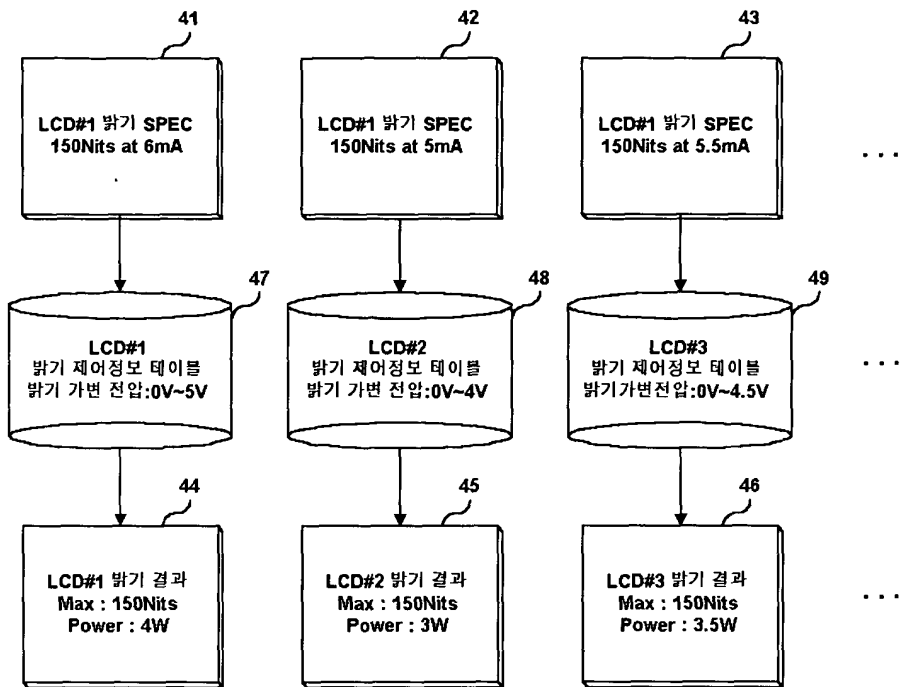 41
42
43
LCD#1 밝기 SPEC
150Nits at 6mA
LCD#1 밝기 SPEC
150Nits at 5mA
LCD#1 밝기 SPEC
150Nits at 5.5mA
. . .
47
48
49
LCD#1
밝기 제어정보 테이블
밝기 가변 전압:0V~5V
LCD#2
밝기 제어정보 테이블
밝기 가변 전압:0V~4V
LCD#3
밝기 제어정보 테이블
밝기가변전압:0V~4.5V
. . .
44
45
46
LCD#1 밝기 결과
Max : 150Nits
Power : 4W
LCD#2 밝기 결과
Max : 150Nits
Power : 3W
LCD#3 밝기 결과
Max : 150Nits
Power : 3.5W
. . .